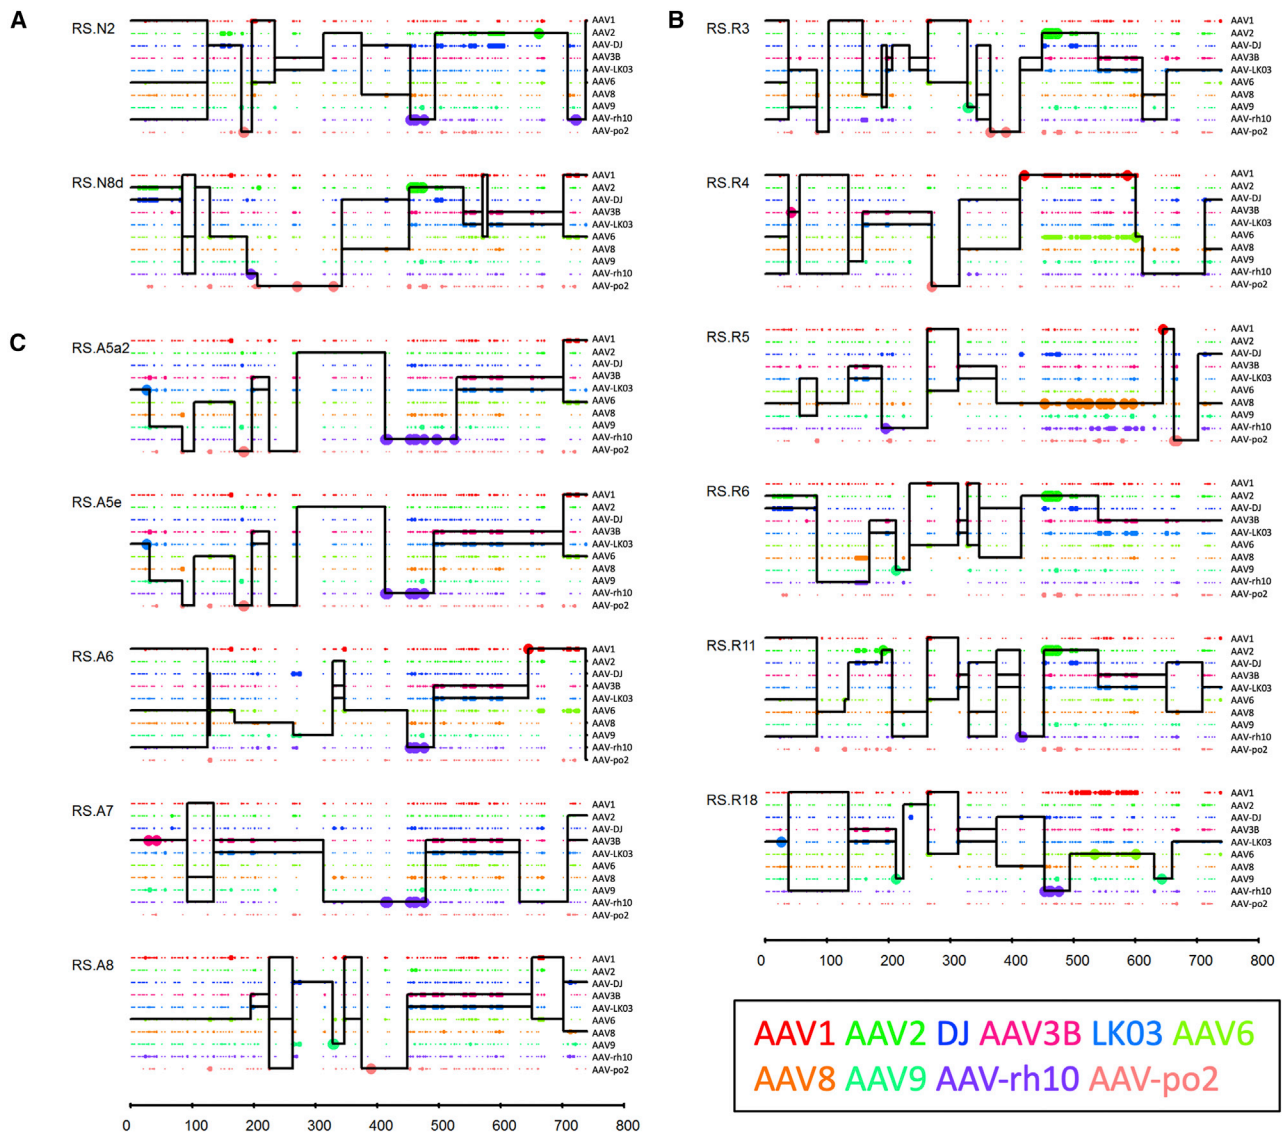 A
RS.N2
AAV1
AAV2
AAV-DJ
AAV3B
AAV-LK03
AAV6
AAV8
AAV9
AAV-rh10
AAV-po2
RS.N8d
AAV1
AAV2
AAV-DJ
AAV3B
AAV-LK03
AAV6
AAV8
AAV9
AAV-rh10
AAV-po2
C
RS.A5a2
AAV1
AAV2
AAV-DJ
AAV3B
AAV-LK03
AAV6
AAV8
AAV9
AAV-rh10
AAV-po2
RS.A5e
AAV1
AAV2
AAV-DJ
AAV3B
AAV-LK03
AAV6
AAV8
AAV9
AAV-rh10
AAV-po2
RS.A6
AAV1
AAV2
AAV-DJ
AAV3B
AAV-LK03
AAV6
AAV8
AAV9
AAV-rh10
AAV-po2
RS.A7
AAV1
AAV2
AAV-DJ
AAV3B
AAV-LK03
AAV6
AAV8
AAV9
AAV-rh10
AAV-po2
RS.A8
AAV1
AAV2
AAV-DJ
AAV3B
AAV-LK03
AAV6
AAV8
AAV9
AAV-rh10
AAV-po2
0 100 200 300 400 500 600 700 800
B
RS.R3
AAV1
AAV2
AAV-DJ
AAV3B
AAV-LK03
AAV6
AAV8
AAV9
AAV-rh10
AAV-po2
RS.R4
AAV1
AAV2
AAV-DJ
AAV3B
AAV-LK03
AAV6
AAV8
AAV9
AAV-rh10
AAV-po2
RS.R5
AAV1
AAV2
AAV-DJ
AAV3B
AAV-LK03
AAV6
AAV8
AAV9
AAV-rh10
AAV-po2
RS.R6
AAV1
AAV2
AAV-DJ
AAV3B
AAV-LK03
AAV6
AAV8
AAV9
AAV-rh10
AAV-po2
RS.R11
AAV1
AAV2
AAV-DJ
AAV3B
AAV-LK03
AAV6
AAV8
AAV9
AAV-rh10
AAV-po2
RS.R18
AAV1
AAV2
AAV-DJ
AAV3B
AAV-LK03
AAV6
AAV8
AAV9
AAV-rh10
AAV-po2
0 100 200 300 400 500 600 700 800
AAV1 AAV2 DJ AAV3B LK03 AAV6
AAV8 AAV9 AAV-rh10 AAV-po2